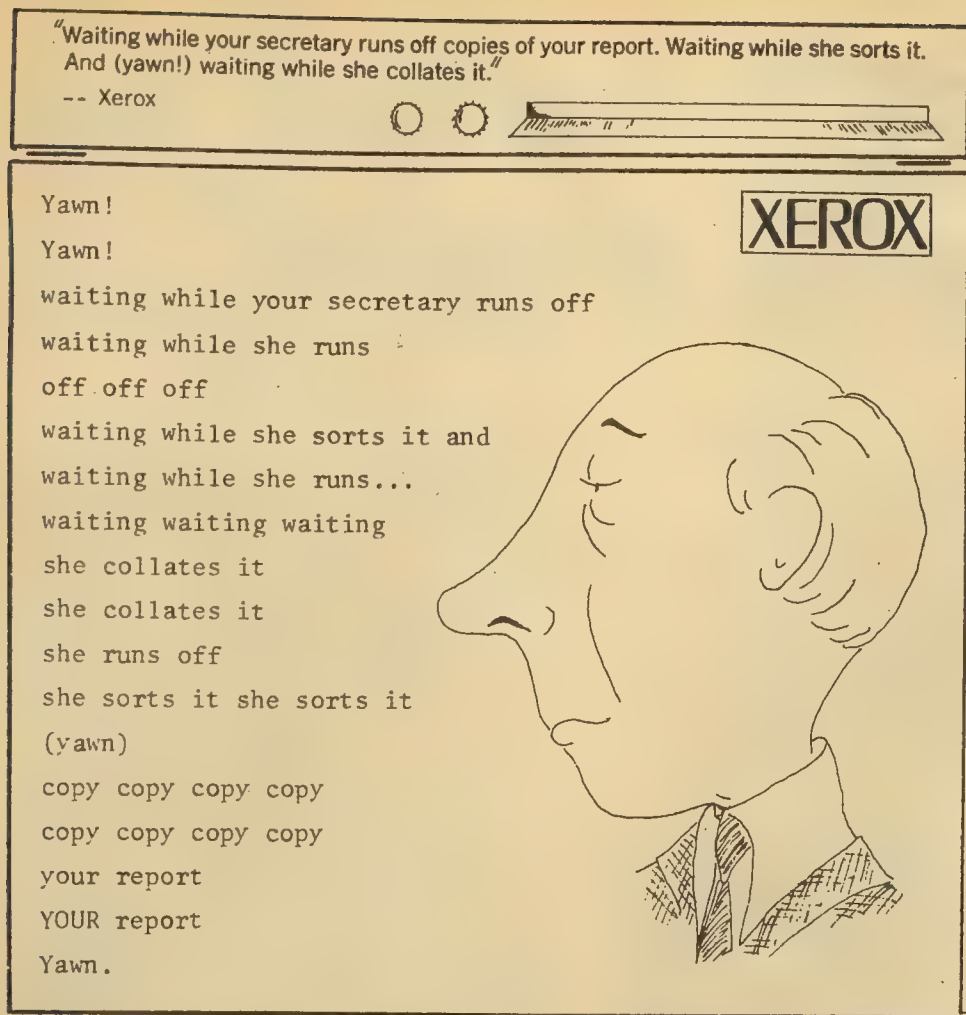 "Waiting while your secretary runs off copies of your report. Waiting while she sorts it.
And (yawn!) waiting while she collates it."
-- Xerox
XEROX
Yawn!
Yawn!
waiting while your secretary runs off
waiting while she runs
off off off
waiting while she sorts it and
waiting while she runs...
waiting waiting waiting
she collates it
she collates it
she runs off
she sorts it she sorts it
(yawn)
copy copy copy copy
copy copy copy copy
your report
YOUR report
Yawn.